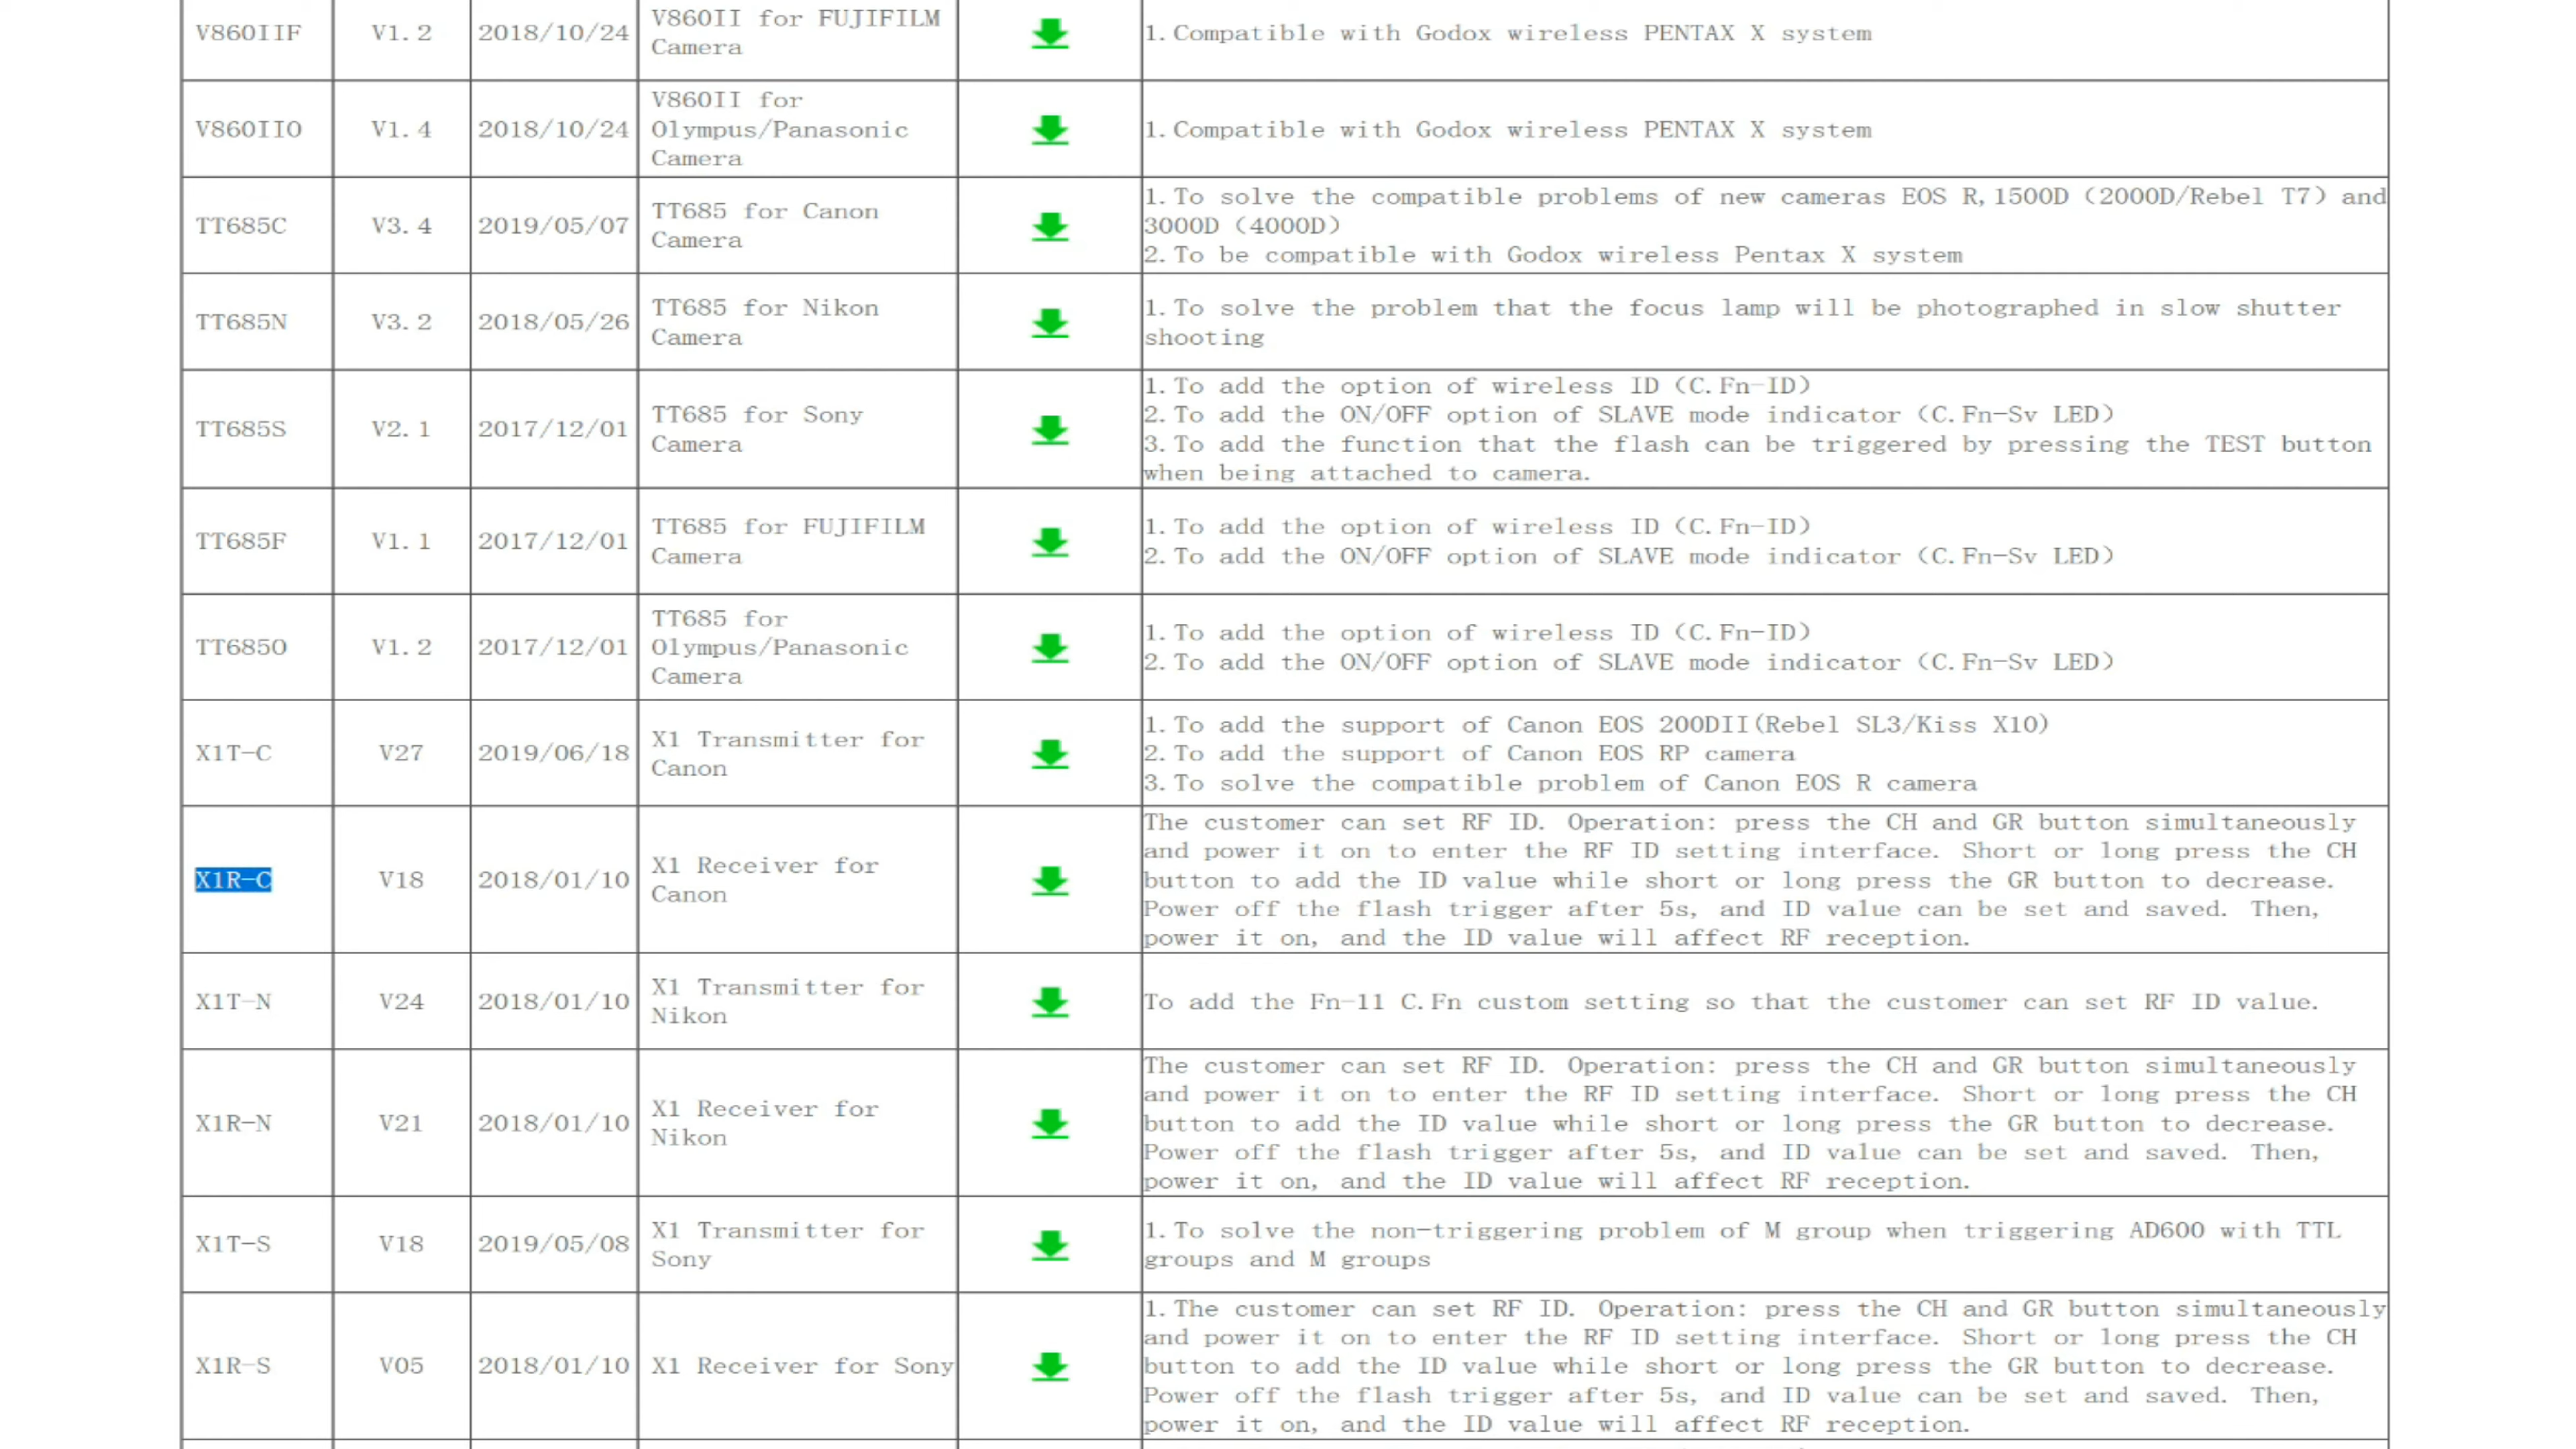 V860IIF V1.2 2018/10/24 V860II for FUJIFILM
Camera
1.Compatible with Godox wireless PENTAX X system
V860IIO V1.4 2018/10/24 V860II for
Olympus/Panasonic
Camera
1.Compatible with Godox wireless PENTAX X system
TT685C V3.4 2019/05/07 TT685 for Canon
Camera
1.To solve the compatible problems of new cameras EOS R,1500D（2000D/Rebel T7）and
3000D（4000D）
2.To be compatible with Godox wireless Pentax X system
TT685N V3.2 2018/05/26 TT685 for Nikon
Camera
1.To solve the problem that the focus lamp will be photographed in slow shutter
shooting
TT685S V2.1 2017/12/01 TT685 for Sony
Camera
1.To add the option of wireless ID（C.Fn-ID）
2.To add the ON/OFF option of SLAVE mode indicator（C.Fn-Sv LED）
3.To add the function that the flash can be triggered by pressing the TEST button
when being attached to camera.
TT685F V1.1 2017/12/01 TT685 for FUJIFILM
Camera
1.To add the option of wireless ID（C.Fn-ID）
2.To add the ON/OFF option of SLAVE mode indicator（C.Fn-Sv LED）
TT685O V1.2 2017/12/01 TT685 for
Olympus/Panasonic
Camera
1.To add the option of wireless ID（C.Fn-ID）
2.To add the ON/OFF option of SLAVE mode indicator（C.Fn-Sv LED）
X1T-C V27 2019/06/18 X1 Transmitter for
Canon
1.To add the support of Canon EOS 200DII(Rebel SL3/Kiss X10)
2.To add the support of Canon EOS RP camera
3.To solve the compatible problem of Canon EOS R camera
X1R-C V18 2018/01/10 X1 Receiver for
Canon
The customer can set RF ID. Operation: press the CH and GR button simultaneously
and power it on to enter the RF ID setting interface. Short or long press the CH
button to add the ID value while short or long press the GR button to decrease.
Power off the flash trigger after 5s, and ID value can be set and saved. Then,
power it on, and the ID value will affect RF reception.
X1T-N V24 2018/01/10 X1 Transmitter for
Nikon
To add the Fn-11 C.Fn custom setting so that the customer can set RF ID value.
X1R-N V21 2018/01/10 X1 Receiver for
Nikon
The customer can set RF ID. Operation: press the CH and GR button simultaneously
and power it on to enter the RF ID setting interface. Short or long press the CH
button to add the ID value while short or long press the GR button to decrease.
Power off the flash trigger after 5s, and ID value can be set and saved. Then,
power it on, and the ID value will affect RF reception.
X1T-S V18 2019/05/08 X1 Transmitter for
Sony
1.To solve the non-triggering problem of M group when triggering AD600 with TTL
groups and M groups
X1R-S V05 2018/01/10 X1 Receiver for Sony
1.The customer can set RF ID. Operation: press the CH and GR button simultaneously
and power it on to enter the RF ID setting interface. Short or long press the CH
button to add the ID value while short or long press the GR button to decrease.
Power off the flash trigger after 5s, and ID value can be set and saved. Then,
power it on, and the ID value will affect RF reception.